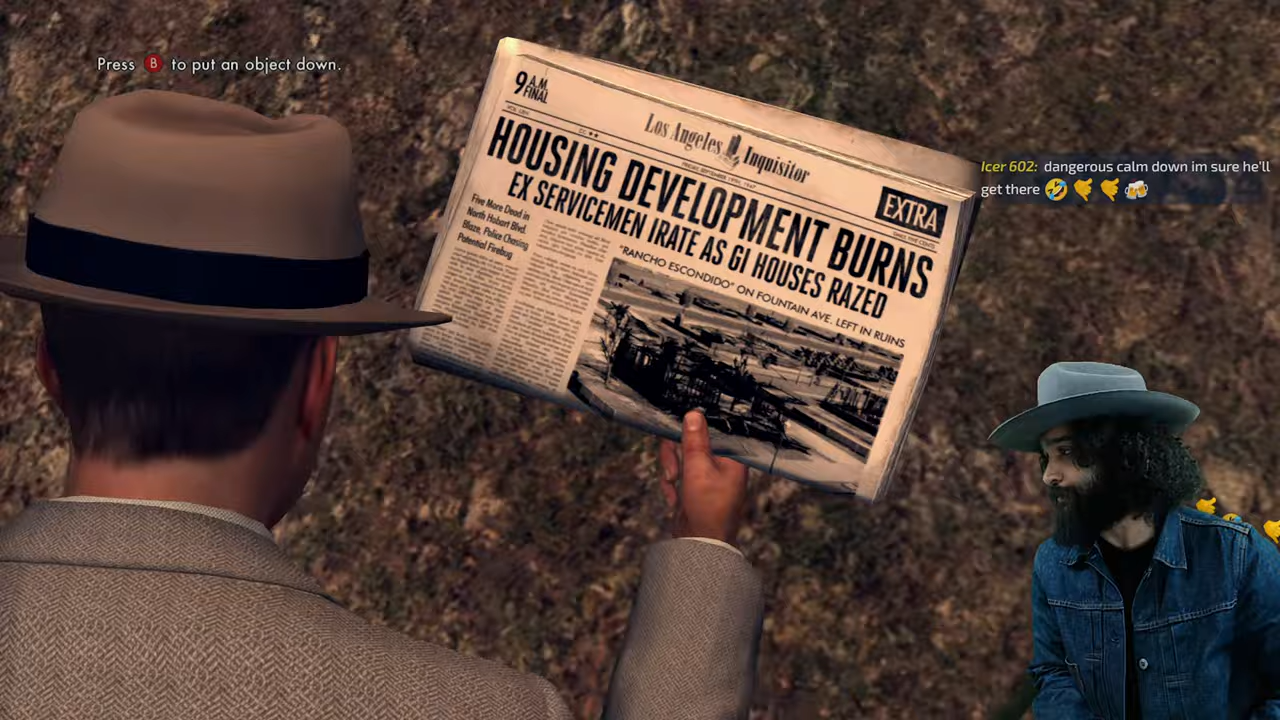 Press B to put an object down.
9 A.M. FINAL
Los Angeles Inquisitor
EXTRA
HOUSING DEVELOPMENT BURNS
EX SERVICEMEN IRATE AS GI HOUSES RAZED
Five More Dead in
North Hobart Blvd.
Blaze, Police Chasing
Potential Firebug
"RANCHO ESCONDIDO" ON FOUNTAIN AVE. LEFT IN RUINS
Icer 602: dangerous calm down im sure he'll
get there 🤣 🤙 🤙 🍻